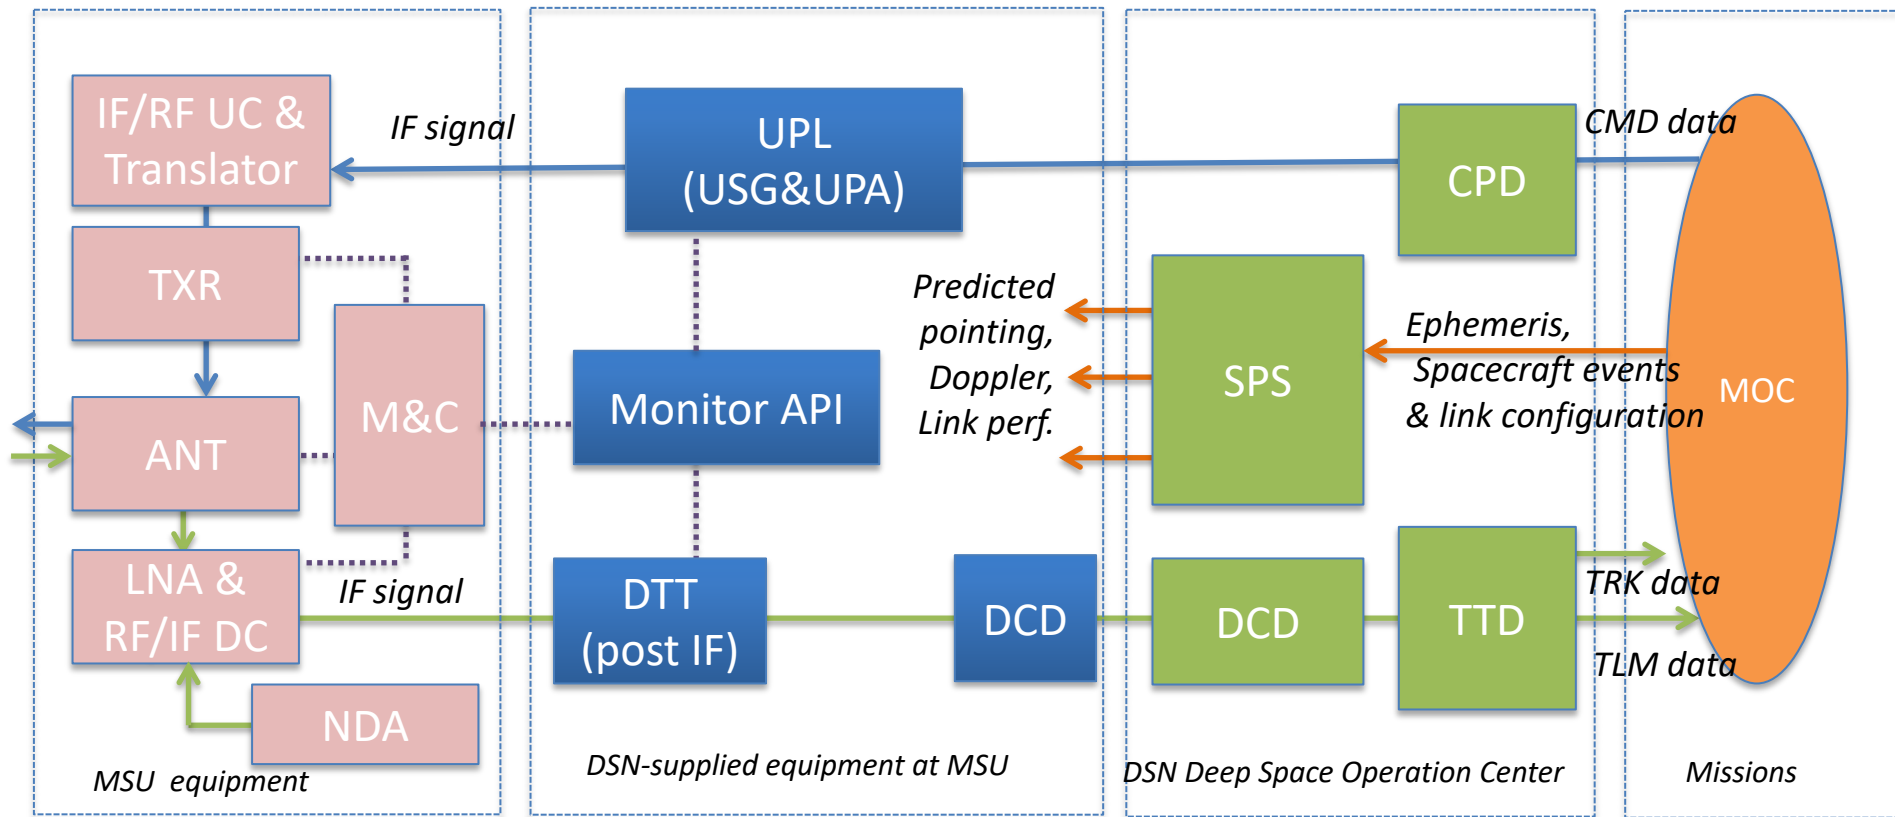 IF/RF UC &
Translator
IF signal
UPL
(USG&UPA)
CPD
CMD data
TXR
M&C
ANT
Monitor API
Predicted
pointing,
Doppler,
Link perf.
SPS
Ephemeris,
Spacecraft events
& link configuration
MOC
LNA &
RF/IF DC
IF signal
DTT
(post IF)
DCD
DCD
TTD
TRK data
TLM data
NDA
MSU equipment
DSN-supplied equipment at MSU
DSN Deep Space Operation Center
Missions